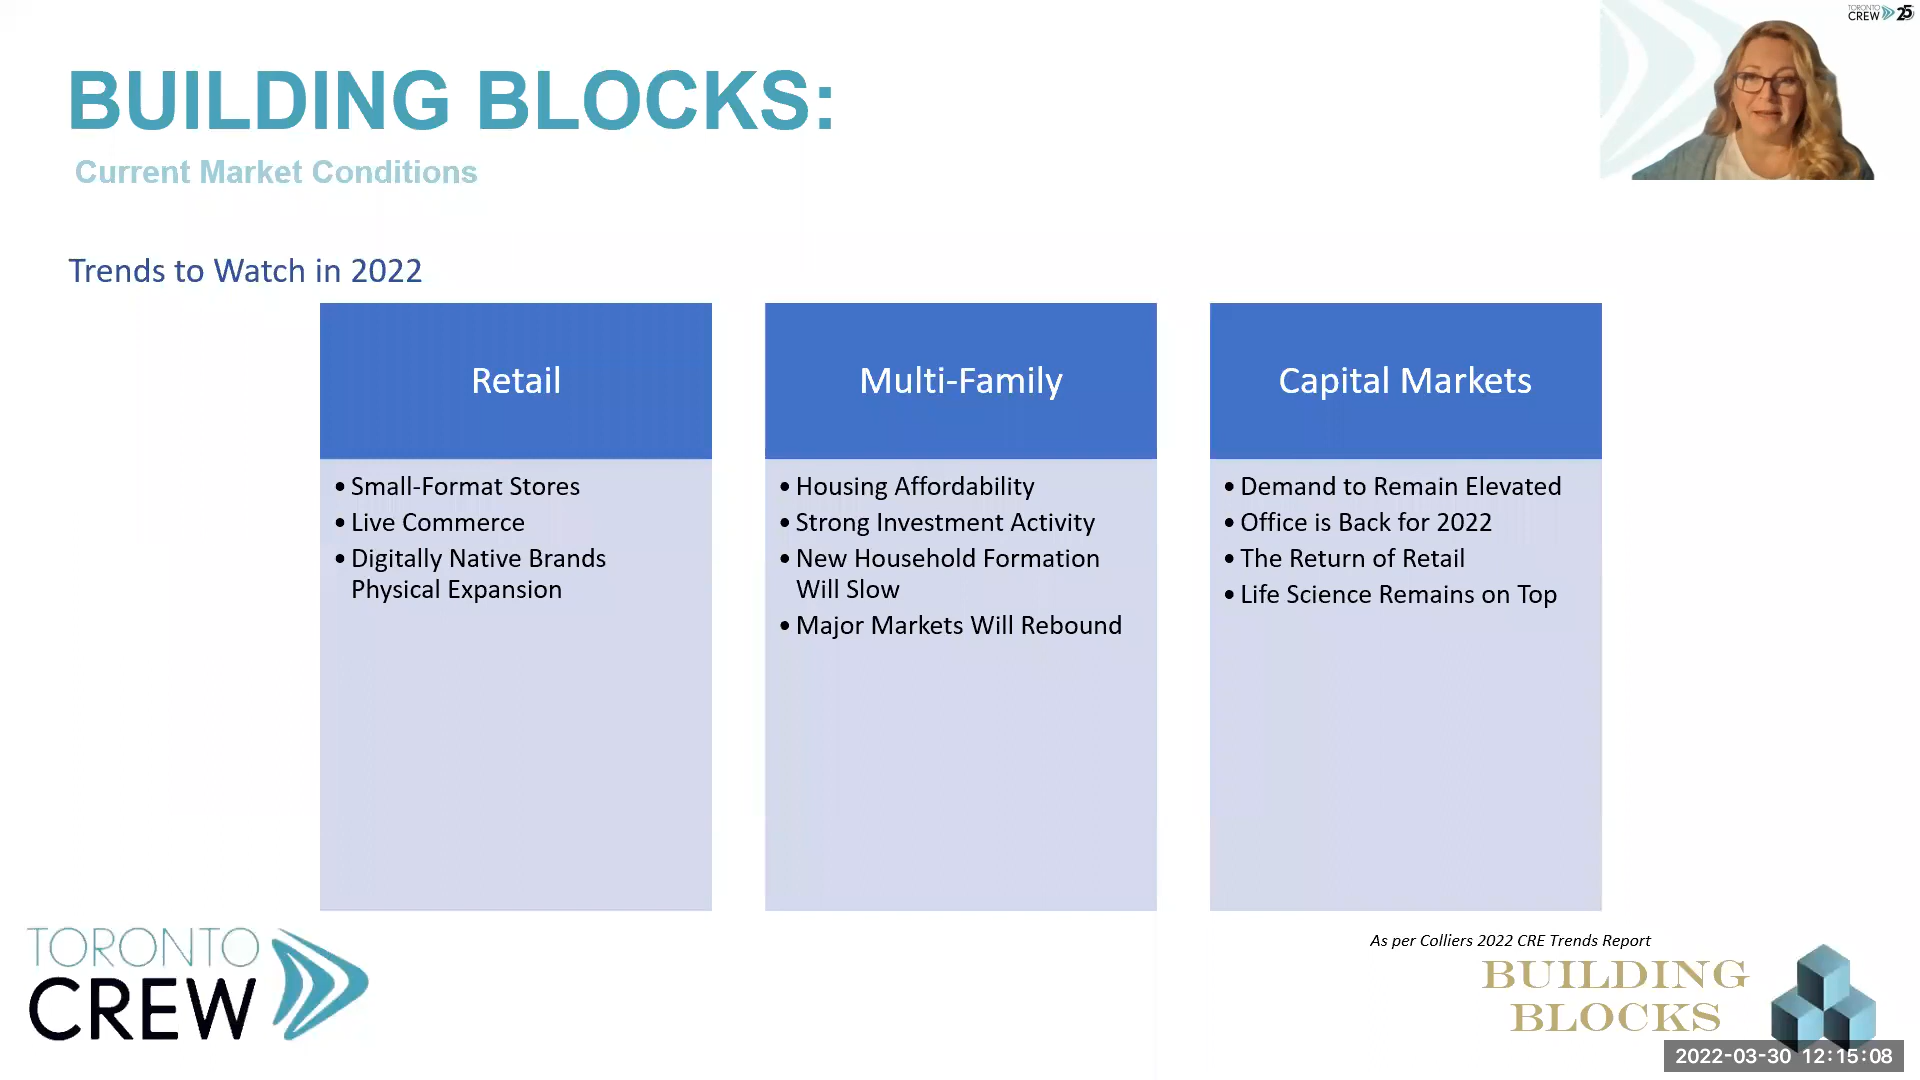 TORONTO
CREW 25
BUILDING BLOCKS:
Current Market Conditions
Trends to Watch in 2022
Retail
• Small-Format Stores
• Live Commerce
• Digitally Native Brands
Physical Expansion
Multi-Family
• Housing Affordability
• Strong Investment Activity
• New Household Formation
Will Slow
• Major Markets Will Rebound
Capital Markets
• Demand to Remain Elevated
• Office is Back for 2022
• The Return of Retail
• Life Science Remains on Top
As per Colliers 2022 CRE Trends Report
TORONTO
CREW
BUILDING
BLOCKS
2022-03-30 12:15:08